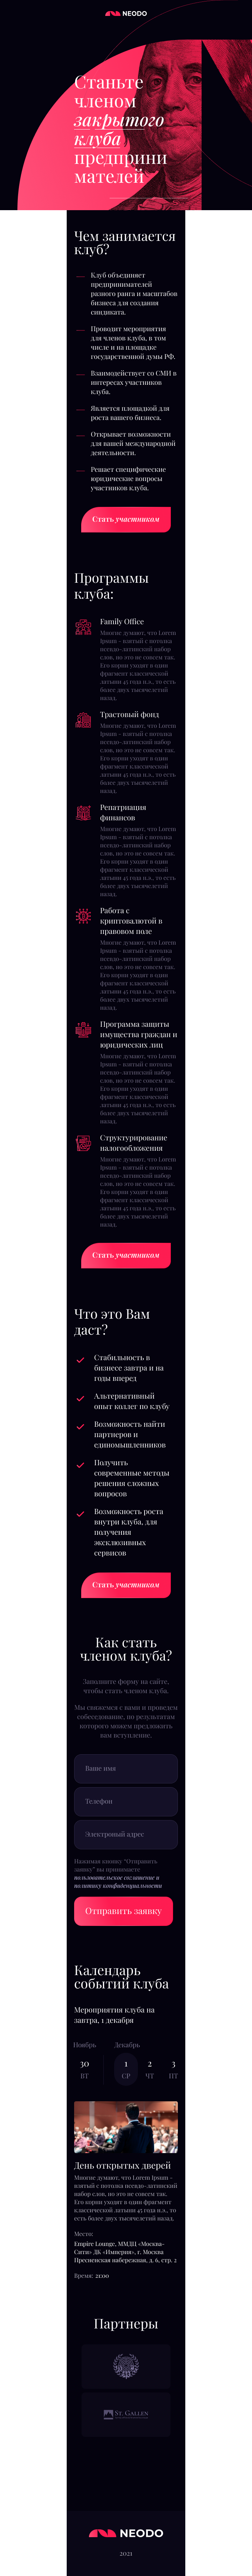 NEODO
Станьте
членом
закрытого
клуба
предприни
мателей
Чем занимается
клуб?
Клуб объединяет
предпринимателей
разного ранга и масштабов
бизнеса для создания
синдиката.
Проводит мероприятия
для членов клуба, в том
числе и на площадке
государственной думы РФ.
Взаимодействует со СМИ в
интересах участников
клуба.
Является площадкой для
роста вашего бизнеса.
Открывает возможности
для вашей международной
деятельности.
Решает специфические
юридические вопросы
участников клуба.
Стать участником
Программы
клуба:
Family Office
Многие думают, что Lorem
Ipsum - взятый с потолка
псевдо-латинский набор
слов, но это не совсем так.
Его корни уходят в один
фрагмент классической
латыни 45 года н.э., то есть
более двух тысячелетий
назад.
Трастовый фонд
Многие думают, что Lorem
Ipsum - взятый с потолка
псевдо-латинский набор
слов, но это не совсем так.
Его корни уходят в один
фрагмент классической
латыни 45 года н.э., то есть
более двух тысячелетий
назад.
Репатриация
финансов
Многие думают, что Lorem
Ipsum - взятый с потолка
псевдо-латинский набор
слов, но это не совсем так.
Его корни уходят в один
фрагмент классической
латыни 45 года н.э., то есть
более двух тысячелетий
назад.
Работа с
криптовалютой в
правовом поле
Многие думают, что Lorem
Ipsum - взятый с потолка
псевдо-латинский набор
слов, но это не совсем так.
Его корни уходят в один
фрагмент классической
латыни 45 года н.э., то есть
более двух тысячелетий
назад.
Программа защиты
имущества граждан и
юридических лиц
Многие думают, что Lorem
Ipsum - взятый с потолка
псевдо-латинский набор
слов, но это не совсем так.
Его корни уходят в один
фрагмент классической
латыни 45 года н.э., то есть
более двух тысячелетий
назад.
Структурирование
налогообложения
Многие думают, что Lorem
Ipsum - взятый с потолка
псевдо-латинский набор
слов, но это не совсем так.
Его корни уходят в один
фрагмент классической
латыни 45 года н.э., то есть
более двух тысячелетий
назад.
Стать участником
Что это Вам
даст?
Стабильность в
бизнесе завтра и на
годы вперед
Альтернативный
опыт коллег по клубу
Возможность найти
партнеров и
единомышленников
Получить
современные методы
решения сложных
вопросов
Возможность роста
внутри клуба, для
получения
эксклюзивных
сервисов
Стать участником
Как стать
членом клуба?
Заполните форму на сайте,
чтобы стать членом клуба.
Мы свяжемся с вами и проведем
собеседование, по результатам
которого можем предложить
вам вступление.
Ваше имя
Телефон
Электронный адрес
Нажимая кнопку “Отправить
заявку” вы принимаете
пользовательское соглашение и
политику конфиденциальности
Отправить заявку
Календарь
событий клуба
Мероприятия клуба на
завтра, 1 декабря
Ноябрь Декабрь
30 1 2 3
ВТ СР ЧТ ПТ
День открытых дверей
Многие думают, что Lorem Ipsum -
взятый с потолка псевдо-латинский
набор слов, но это не совсем так.
Его корни уходят в один фрагмент
классической латыни 45 года н.э., то
есть более двух тысячелетий назад.
Место:
Empire Lounge, ММДЦ «Москва-
Сити» ДБ «Империя», г. Москва
Пресненская набережная, д. 6, стр. 2
Время: 21:00
Партнеры
St. Gallen
NEODO
2021